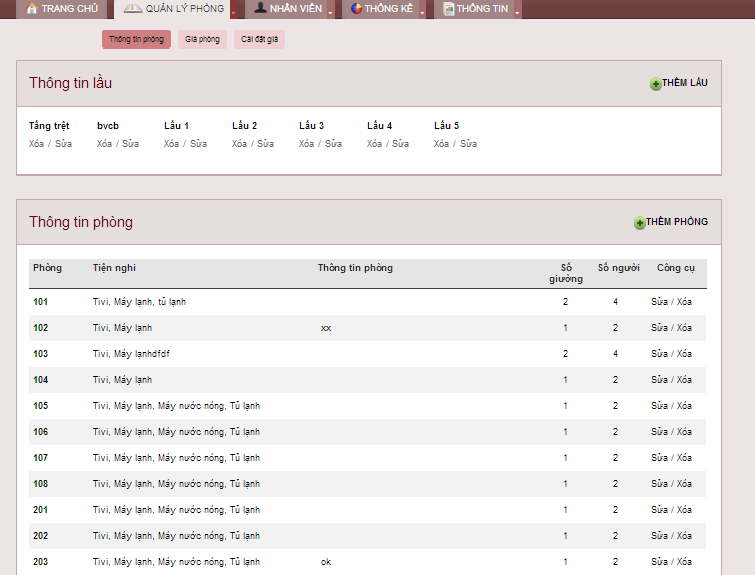 TRANG CHỦ QUẢN LÝ PHÒNG NHÂN VIÊN THỐNG KÊ THÔNG TIN
Thông tin phòng Giá phòng Cài đặt giá
Thông tin lầu THÊM LẦU
Tầng trệt bvcb Lầu 1 Lầu 2 Lầu 3 Lầu 4 Lầu 5
Xóa / Sửa Xóa / Sửa Xóa / Sửa Xóa / Sửa Xóa / Sửa Xóa / Sửa Xóa / Sửa
Thông tin phòng THÊM PHÒNG
Phòng Tiện nghi Thông tin phòng Số giường Số người Công cụ
101 Tivi, Máy lạnh, tủ lạnh 2 4 Sửa / Xóa
102 Tivi, Máy lạnh xx 1 2 Sửa / Xóa
103 Tivi, Máy lạnhdfdf 2 4 Sửa / Xóa
104 Tivi, Máy lạnh 1 2 Sửa / Xóa
105 Tivi, Máy lạnh, Máy nước nóng, Tủ lạnh 1 2 Sửa / Xóa
106 Tivi, Máy lạnh, Máy nước nóng, Tủ lạnh 1 2 Sửa / Xóa
107 Tivi, Máy lạnh, Máy nước nóng, Tủ lạnh 1 2 Sửa / Xóa
108 Tivi, Máy lạnh, Máy nước nóng, Tủ lạnh 1 2 Sửa / Xóa
201 Tivi, Máy lạnh, Máy nước nóng, Tủ lạnh 1 2 Sửa / Xóa
202 Tivi, Máy lạnh, Máy nước nóng, Tủ lạnh 1 2 Sửa / Xóa
203 Tivi, Máy lạnh, Máy nước nóng, Tủ lạnh ok 1 2 Sửa / Xóa